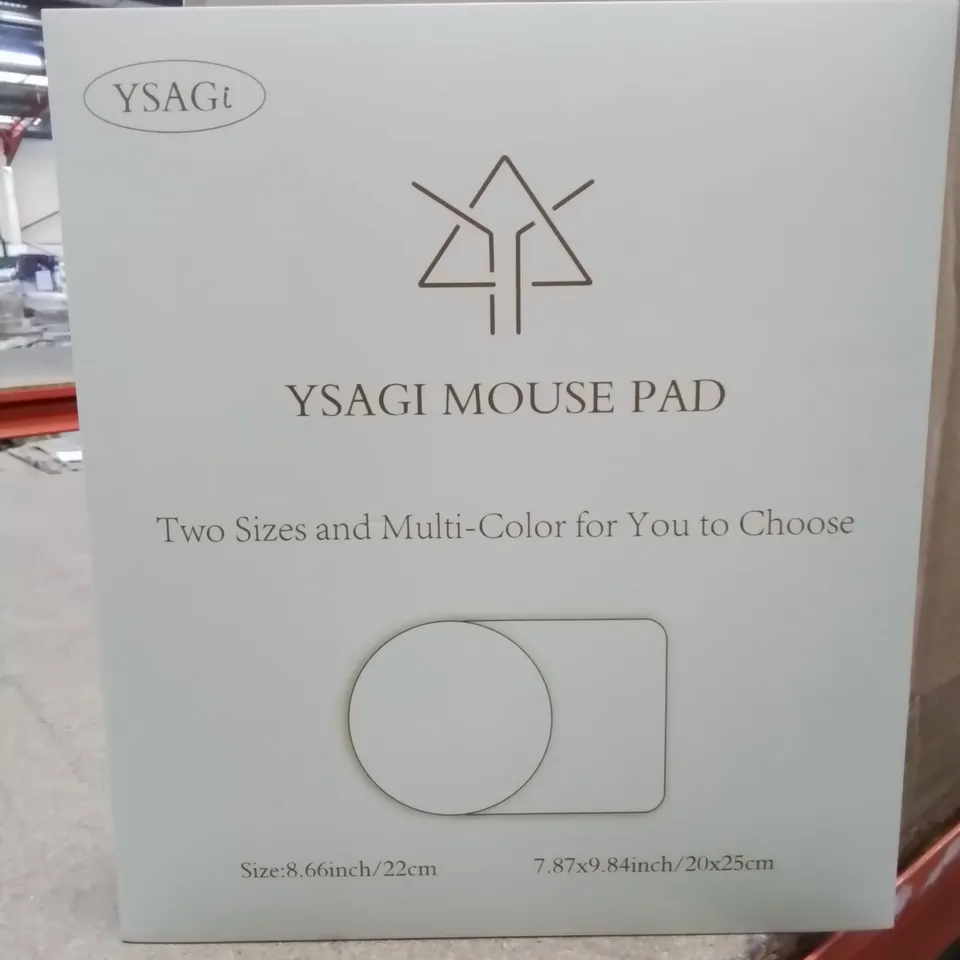 YSAGi
YSAGI MOUSE PAD
Two Sizes and Multi-Color for You to Choose
Size:8.66inch/22cm
7.87x9.84inch/20x25cm